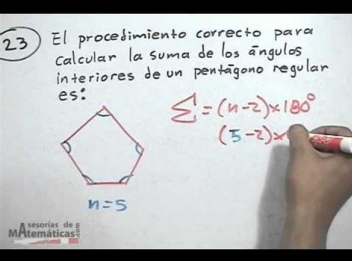 23 El procedimiento correcto para
calcular la suma de los ángulos
interiores de un pentágono regular
es:
Σ = (n-2)×180°
(5-2)×
n=5
Asesorías de
Matemáticas.com